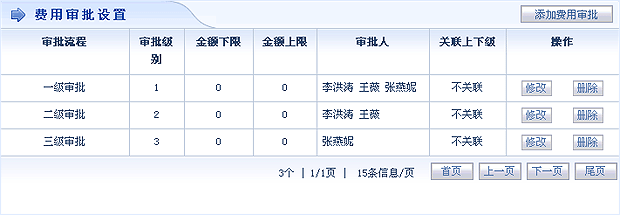 费用审批设置 添加费用审批
审批流程 审批级别 金额下限 金额上限 审批人 关联上下级 操作
一级审批 1 0 0 李洪涛 王薇 张燕妮 不关联 修改 删除
二级审批 2 0 0 李洪涛 王薇 不关联 修改 删除
三级审批 3 0 0 张燕妮 不关联 修改 删除
3个 | 1/1页 | 15条信息/页 首页 上一页 下一页 尾页